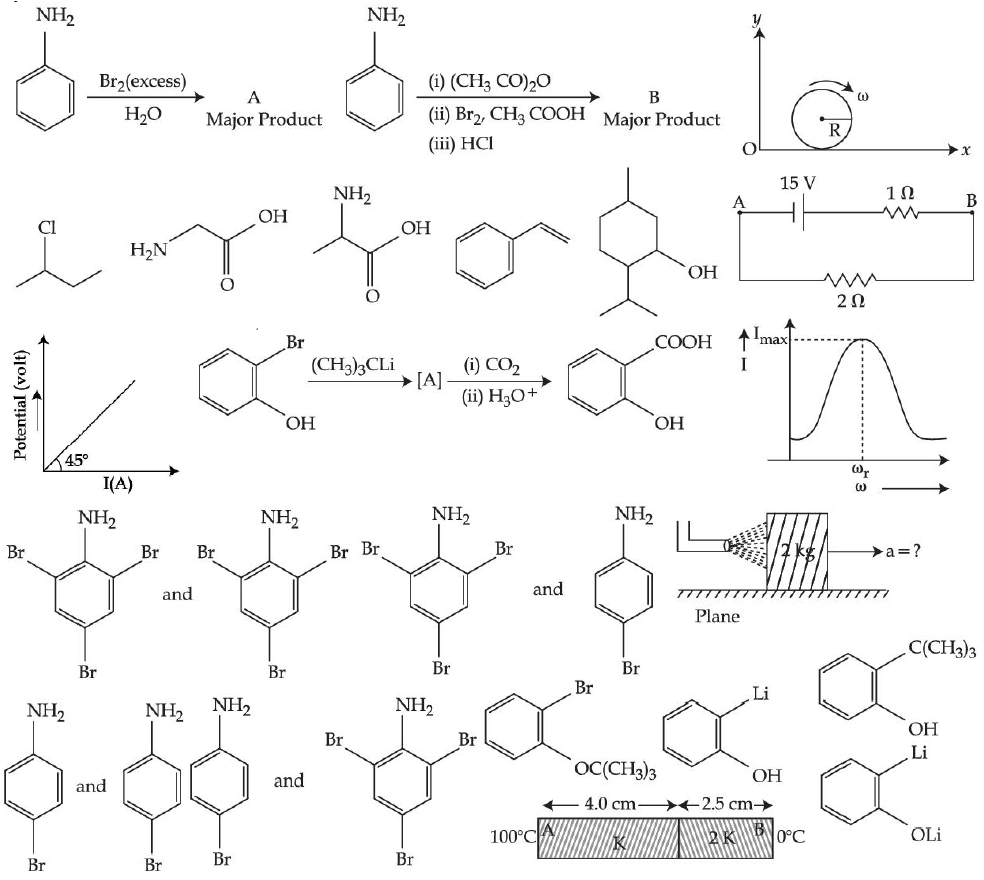 NH₂ NH₂ y
Br₂(excess) A (i) (CH₃ CO)₂O B ω
H₂O Major Product (ii) Br₂, CH₃ COOH Major Product R
(iii) HCl O x
15 V 1 Ω
NH₂ A B
Cl OH OH
H₂N OH
O O 2 Ω
Br COOH I max
Potential (volt) (CH₃)₃CLi [A] (i) CO₂ I
(ii) H₃O⁺
OH OH
45°
I(A) ωᵣ
ω
NH₂ NH₂ NH₂ NH₂
Br Br Br Br Br Br 2 kg a = ?
and and
Plane
Br Br Br Br
C(CH₃)₃
Br Li
NH₂ NH₂ NH₂ NH₂ OH
Br Br Li
and and OC(CH₃)₃ OH
4.0 cm 2.5 cm
100°C A K 2 K B 0°C OLi
Br Br Br Br